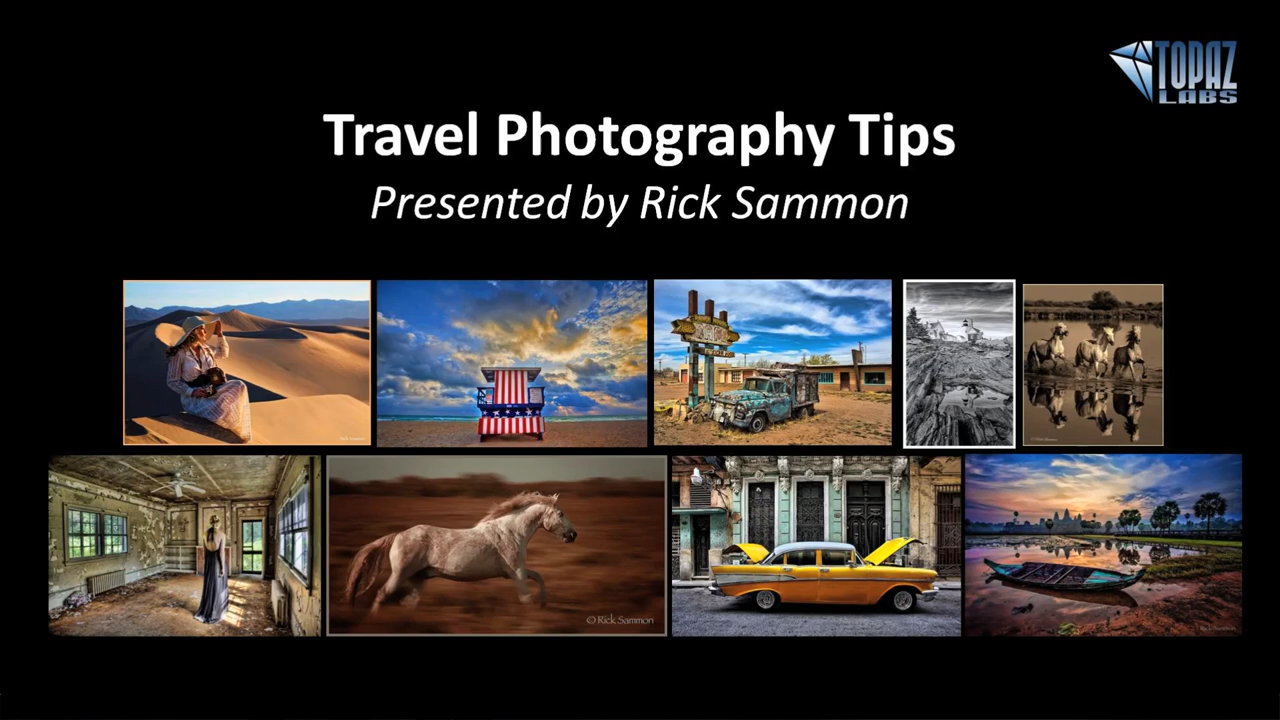 TOPAZ
LABS
Travel Photography Tips
Presented by Rick Sammon
© Rick Sammon